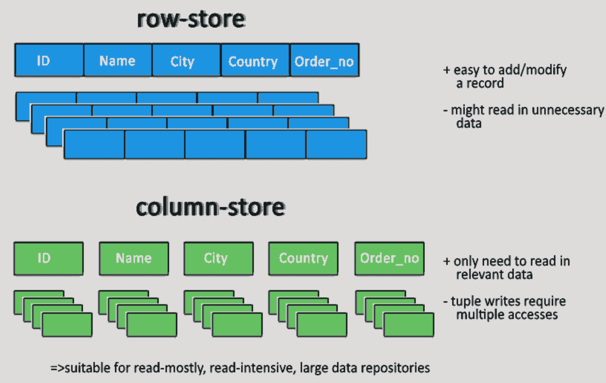 row-store
ID Name City Country Order_no
+ easy to add/modify
a record
- might read in unnecessary
data
column-store
ID Name City Country Order_no
+ only need to read in
relevant data
- tuple writes require
multiple accesses
=>suitable for read-mostly, read-intensive, large data repositories